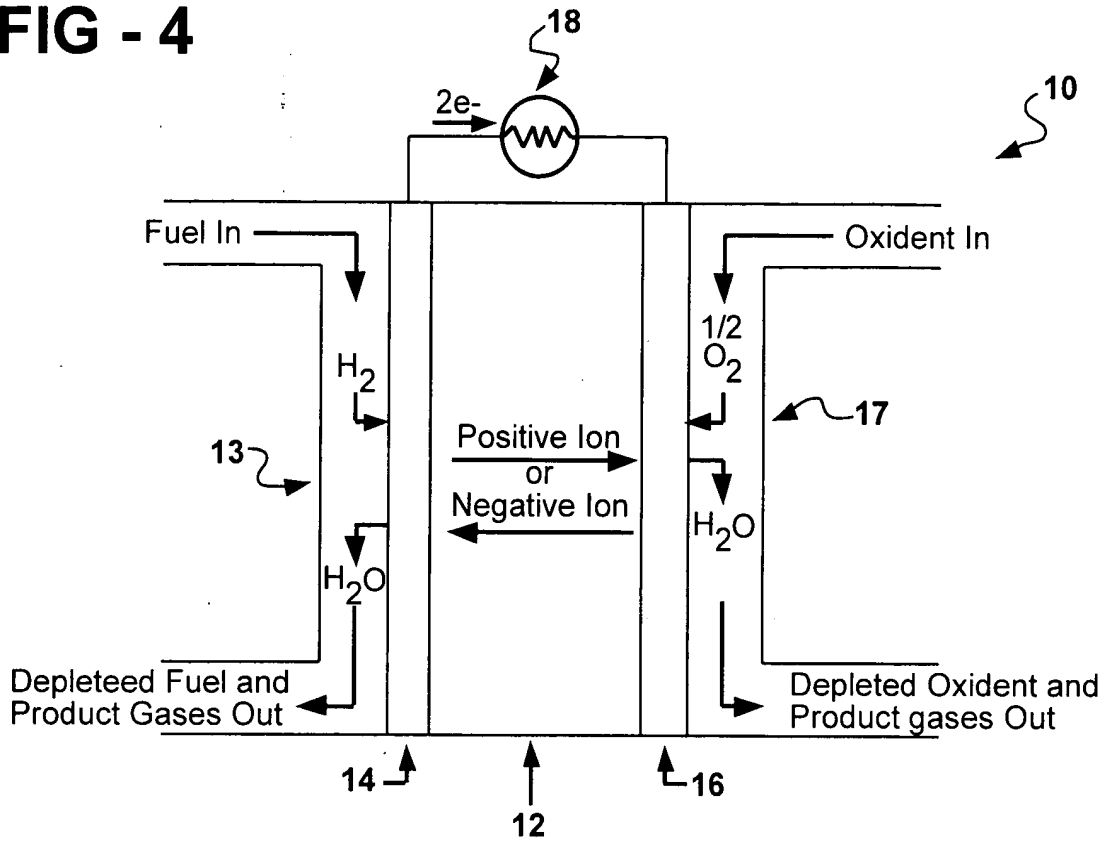 FIG - 4
18
10
2e-
Fuel In
Oxident In
1/2
O2
H2
17
13
Positive Ion
or
Negative Ion
H2O
H2O
Depleteed Fuel and
Product Gases Out
Depleted Oxident and
Product gases Out
14
16
12